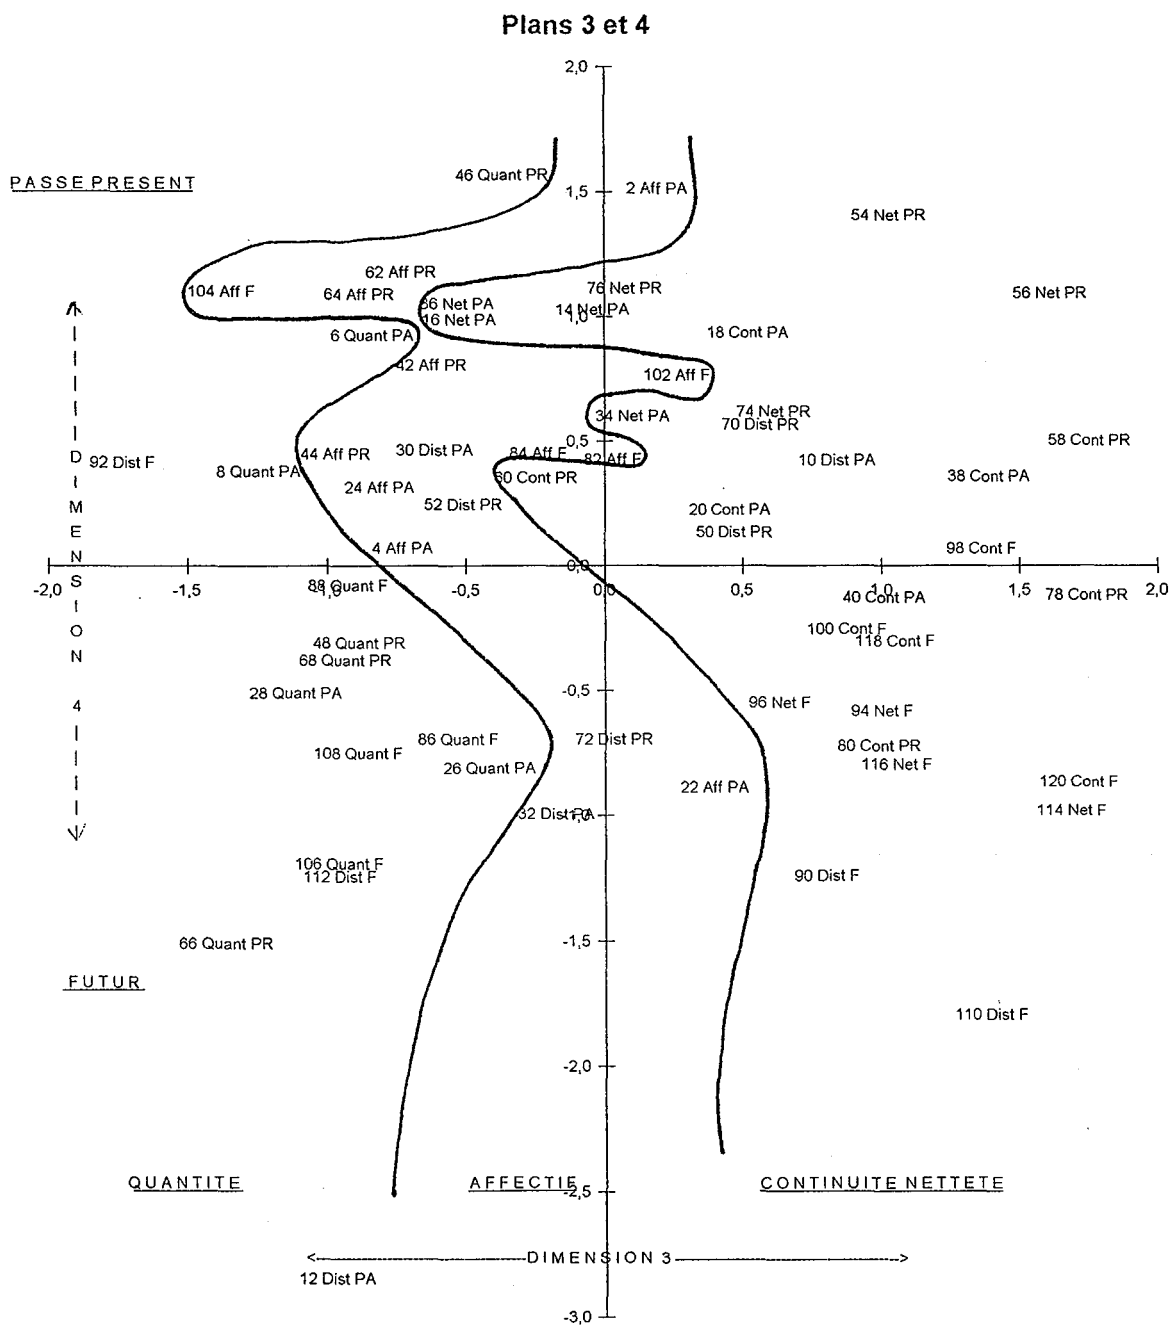 Plans 3 et 4
2,0
46 Quant PR
PASSE PRESENT
2 Aff PA
1,5
54 Net PR
62 Aff PR
76 Net PR
104 Aff F
64 Aff PR
56 Net PR
36 Net PA
14 Net PA
1,0
16 Net PA
18 Cont PA
6 Quant PA
42 Aff PR
102 Aff F
74 Net PR
34 Net PA
70 Dist PR
0,5
58 Cont PR
44 Aff PR
30 Dist PA
84 Aff F
82 Aff F
10 Dist PA
92 Dist F
8 Quant PA
60 Cont PR
38 Cont PA
24 Aff PA
52 Dist PR
20 Cont PA
50 Dist PR
4 Aff PA
98 Cont F
0,0
-2,0
-1,5
-1,0
88 Quant F
-0,5
0,5
1,0
1,5
2,0
40 Cont PA
78 Cont PR
100 Cont F
118 Cont F
48 Quant PR
68 Quant PR
DIMENSION 4
28 Quant PA
-0,5
96 Net F
94 Net F
86 Quant F
72 Dist PR
80 Cont PR
108 Quant F
116 Net F
26 Quant PA
22 Aff PA
120 Cont F
32 Dist PA
-1,0
114 Net F
106 Quant F
112 Dist F
90 Dist F
66 Quant PR
-1,5
FUTUR
110 Dist F
-2,0
QUANTITE
AFFECTIF
CONTINUITE NETTETE
-2,5
<DIMENSION 3>
12 Dist PA
-3,0